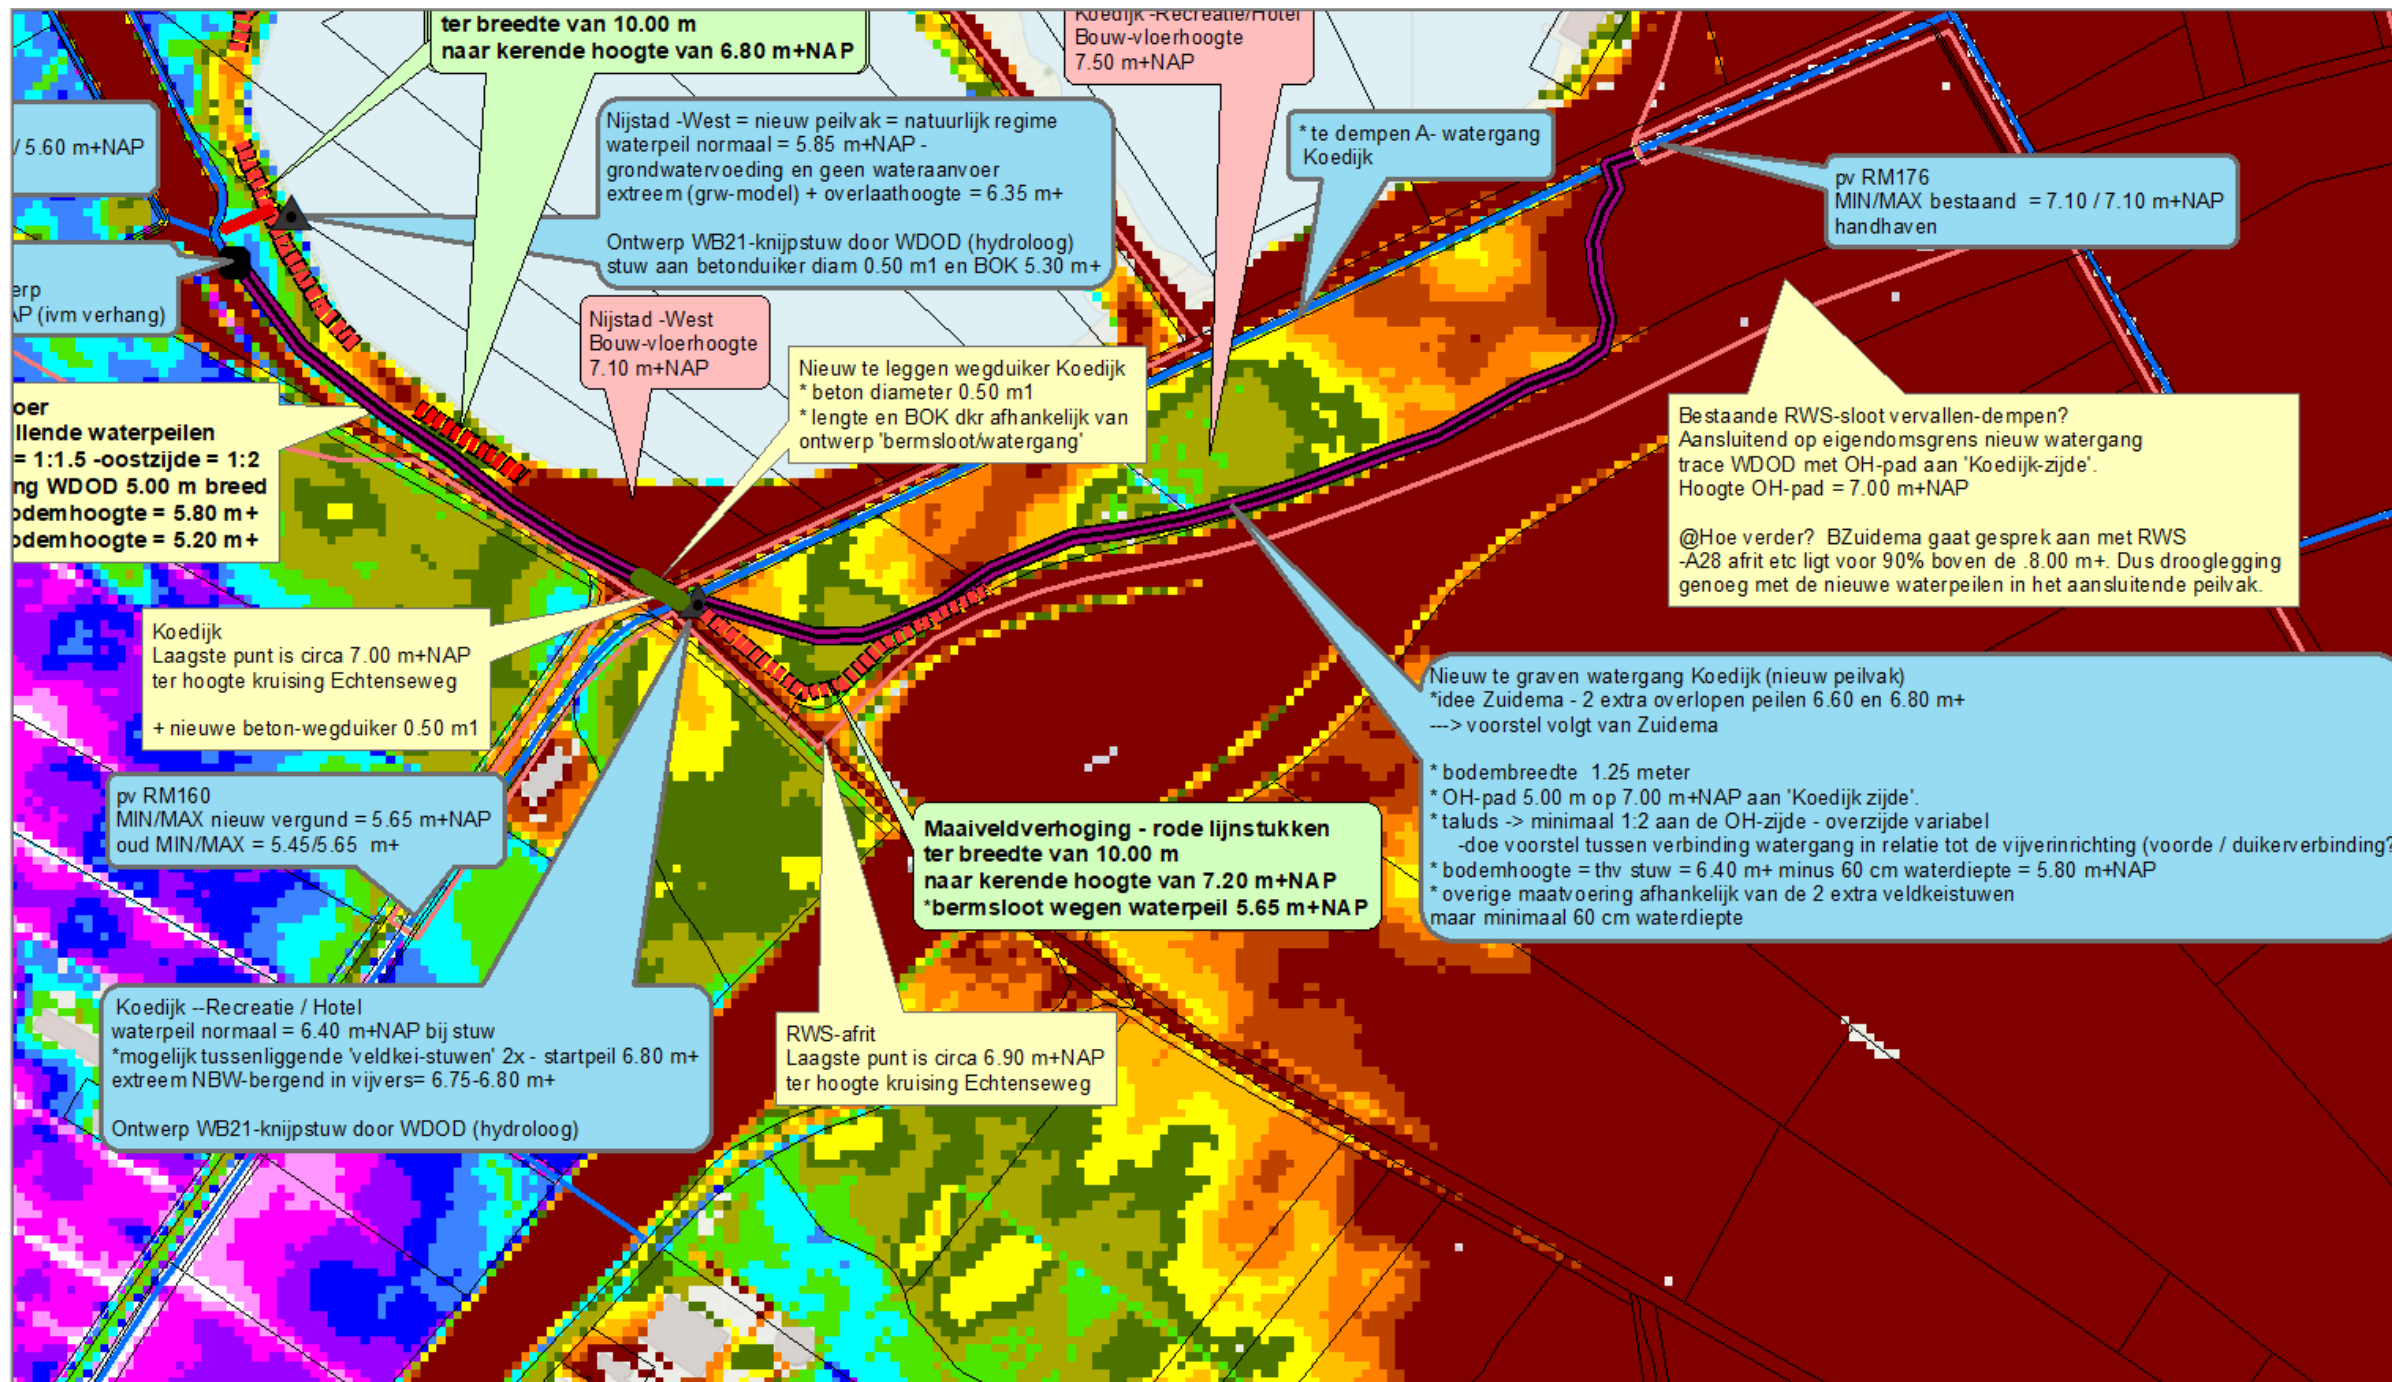 ter breedte van 10.00 m
naar kerende hoogte van 6.80 m+NAP
Koedijk -Recreatie/Hotel
Bouw-vloerhoogte
7.50 m+NAP
/ 5.60 m+NAP
Nijstad -West = nieuw peilvak = natuurlijk regime
waterpeil normaal = 5.85 m+NAP -
grondwatervoeding en geen wateraanvoer
extreem (grw-model) + overlaathoogte = 6.35 m+
Ontwerp WB21-knijpstuw door WDOD (hydroloog)
stuw aan betonduiker diam 0.50 m1 en BOK 5.30 m+
* te dempen A- watergang
Koedijk
pv RM176
MIN/MAX bestaand = 7.10 / 7.10 m+NAP
handhaven
erp
AP (ivm verhang)
Nijstad -West
Bouw-vloerhoogte
7.10 m+NAP
Nieuw te leggen wegduiker Koedijk
* beton diameter 0.50 m1
* lengte en BOK dkr afhankelijk van
ontwerp 'bermsloot/watergang'
oer
llende waterpeilen
= 1:1.5 -oostzijde = 1:2
ng WDOD 5.00 m breed
odemhoogte = 5.80 m+
odemhoogte = 5.20 m+
Bestaande RWS-sloot vervallen-dempen?
Aansluitend op eigendomsgrens nieuw watergang
trace WDOD met OH-pad aan 'Koedijk-zijde'.
Hoogte OH-pad = 7.00 m+NAP
@Hoe verder? BZuidema gaat gesprek aan met RWS
-A28 afrit etc ligt voor 90% boven de .8.00 m+. Dus drooglegging
genoeg met de nieuwe waterpeilen in het aansluitende peilvak.
Koedijk
Laagste punt is circa 7.00 m+NAP
ter hoogte kruising Echtenseweg
+ nieuwe beton-wegduiker 0.50 m1
Nieuw te graven watergang Koedijk (nieuw peilvak)
*idee Zuidema - 2 extra overlopen peilen 6.60 en 6.80 m+
---> voorstel volgt van Zuidema
* bodembreedte 1.25 meter
* OH-pad 5.00 m op 7.00 m+NAP aan 'Koedijk zijde'.
* taluds -> minimaal 1:2 aan de OH-zijde - overzijde variabel
-doe voorstel tussen verbinding watergang in relatie tot de vijverinrichting (voorde / duikerverbinding?
* bodemhoogte = thv stuw = 6.40 m+ minus 60 cm waterdiepte = 5.80 m+NAP
* overige maatvoering afhankelijk van de 2 extra veldkeistuwen
maar minimaal 60 cm waterdiepte
pv RM160
MIN/MAX nieuw vergund = 5.65 m+NAP
oud MIN/MAX = 5.45/5.65 m+
Maaiveldverhoging - rode lijnstukken
ter breedte van 10.00 m
naar kerende hoogte van 7.20 m+NAP
*bermsloot wegen waterpeil 5.65 m+NAP
Koedijk --Recreatie / Hotel
waterpeil normaal = 6.40 m+NAP bij stuw
*mogelijk tussenliggende 'veldkei-stuwen' 2x - startpeil 6.80 m+
extreem NBW-bergend in vijvers= 6.75-6.80 m+
Ontwerp WB21-knijpstuw door WDOD (hydroloog)
RWS-afrit
Laagste punt is circa 6.90 m+NAP
ter hoogte kruising Echtenseweg